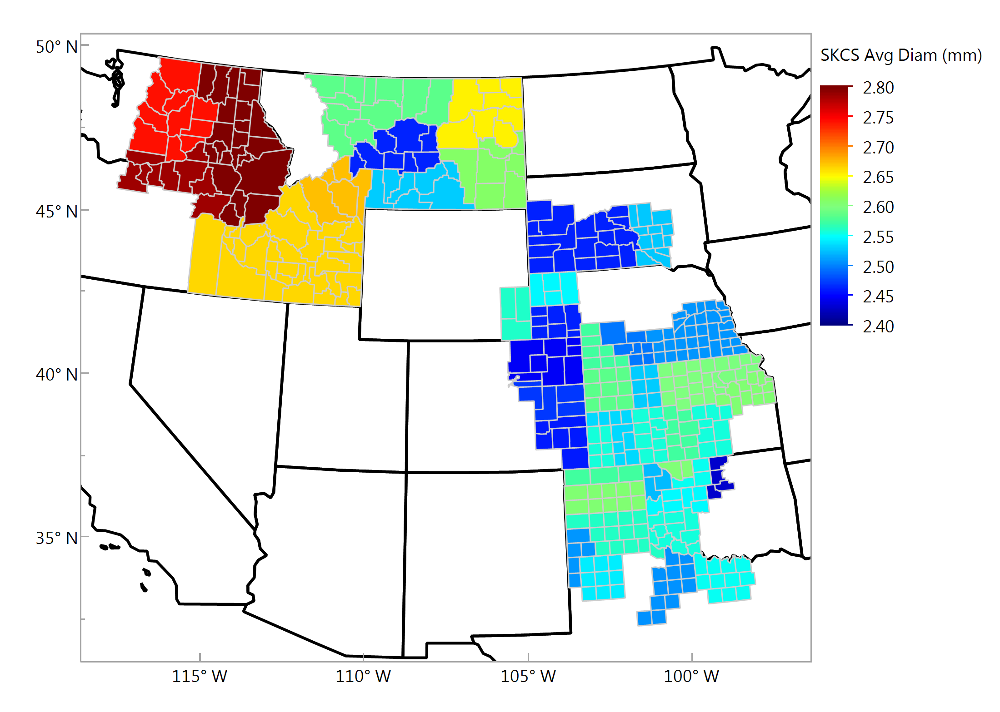 SKCS Avg Diam (mm)
2.80
2.75
2.70
2.65
2.60
2.55
2.50
2.45
2.40
50° N
45° N
40° N
35° N
115° W
110° W
105° W
100° W